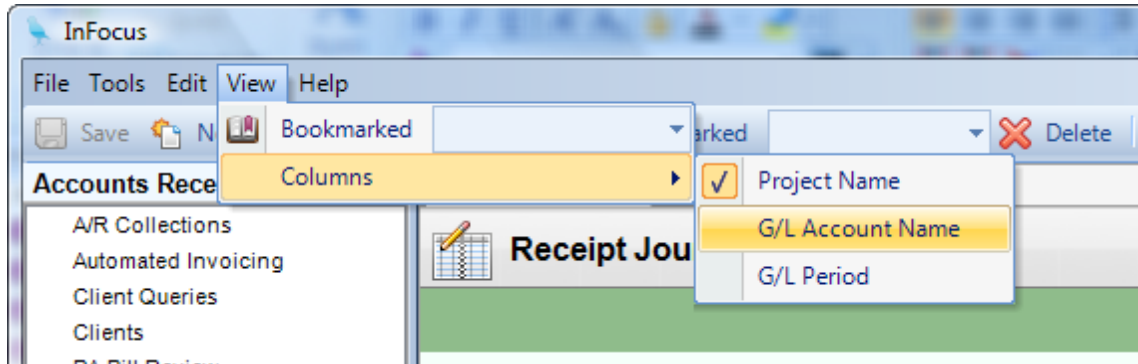 InFocus
File Tools Edit View Help
Save N Bookmarked arked Delete
Accounts Rece Columns Project Name
A/R Collections G/L Account Name
Automated Invoicing Receipt Jou
Client Queries G/L Period
Clients